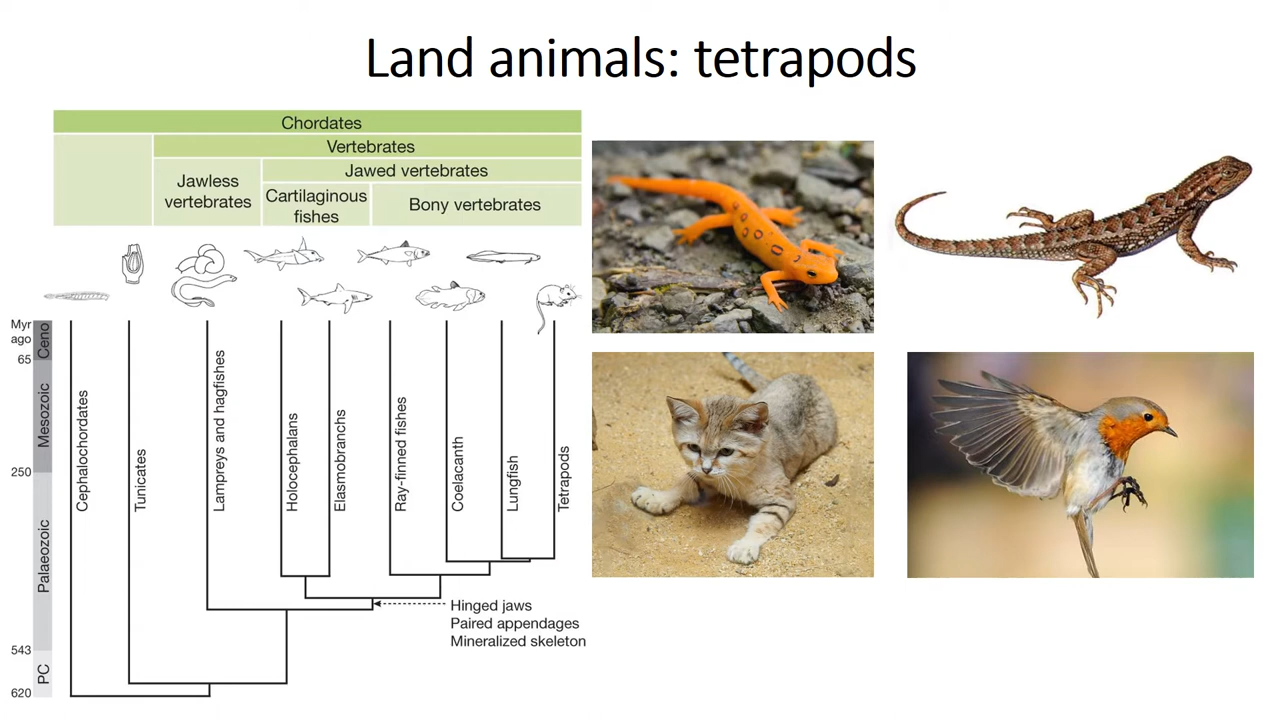 Land animals: tetrapods
Chordates
Vertebrates
Jawed vertebrates
Jawless
vertebrates
Cartilaginous
fishes
Bony vertebrates
Myr
ago
65
250
543
620
Ceno
Mesozoic
Palaeozoic
PC
Cephalochordates
Tunicates
Lampreys and hagfishes
Holocephalans
Elasmobranchs
Ray-finned fishes
Coelacanth
Lungfish
Tetrapods
Hinged jaws
Paired appendages
Mineralized skeleton